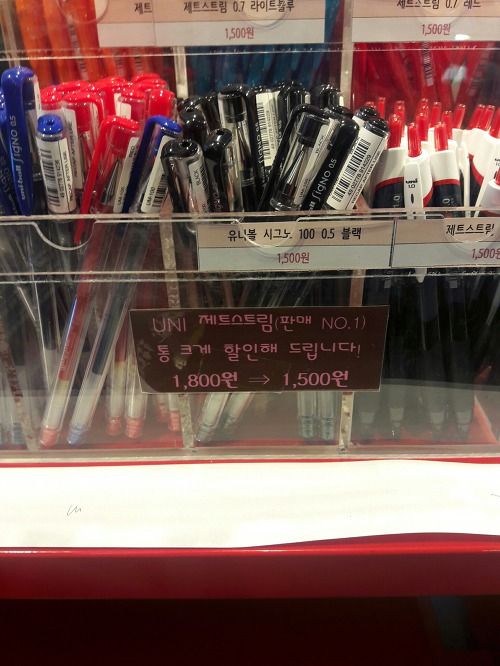 제트스트림 0.7 라이트블루
1,500원
제트스트림 0.7 레드
1,500원
SIGNO 0.5
유니볼 시그노 100 0.5 블랙
1,500원
제트스트림
1,500원
UNI 제트스트림(판매 NO.1)
통 크게 할인해 드립니다!
1,800원 ⇒ 1,500원